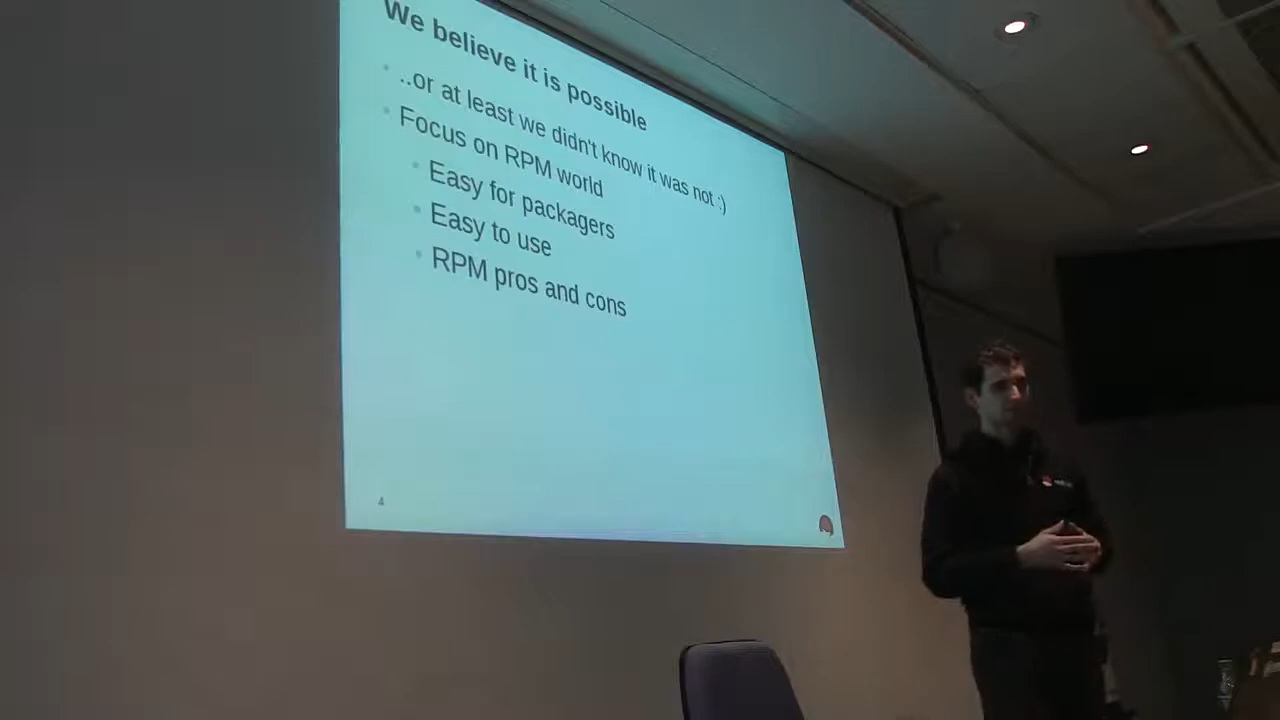 We believe it is possible
..or at least we didn't know it was not :)
Focus on RPM world
Easy for packagers
Easy to use
RPM pros and cons
4